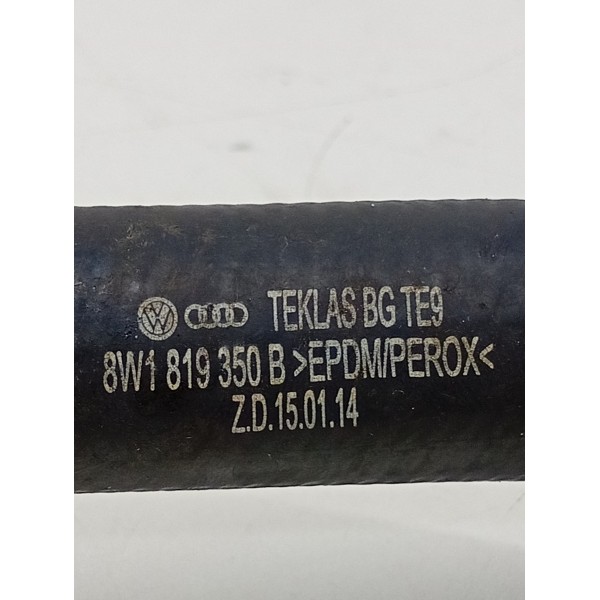 TEKLAS BG TE9
8W1 819 350 B >EPDM/PEROX<
Z.D.15.01.14